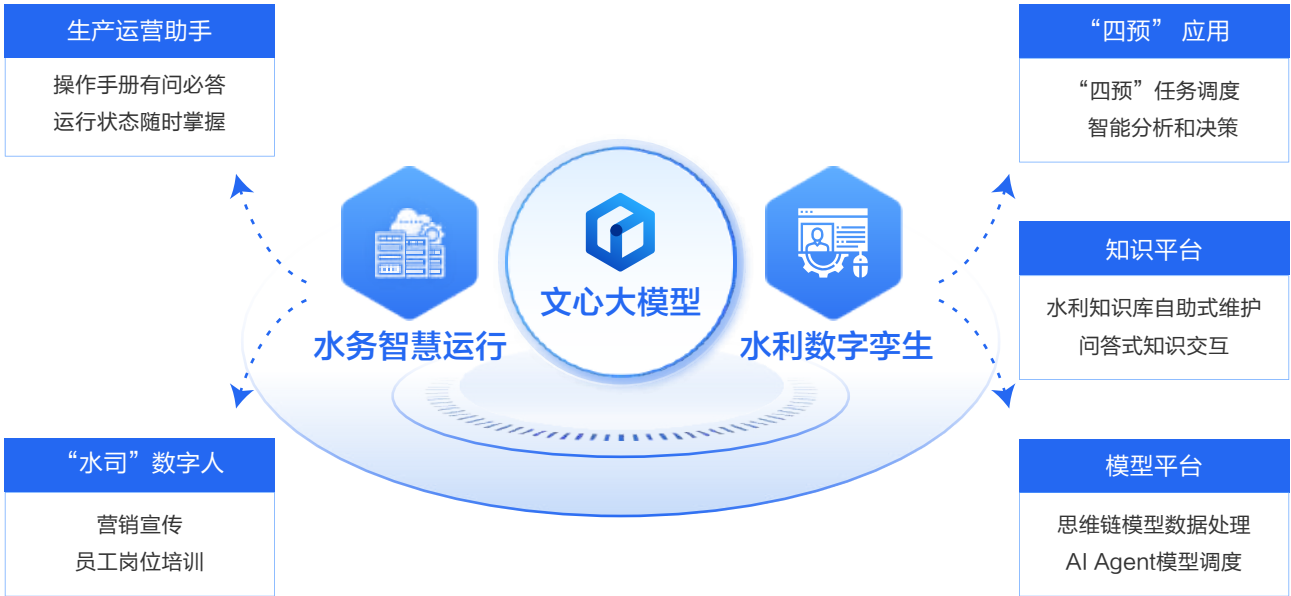 生产运营助手
操作手册有问必答
运行状态随时掌握
“水司”数字人
营销宣传
员工岗位培训
水务智慧运行
文心大模型
水利数字孪生
“四预” 应用
“四预”任务调度
智能分析和决策
知识平台
水利知识库自助式维护
问答式知识交互
模型平台
思维链模型数据处理
AI Agent模型调度